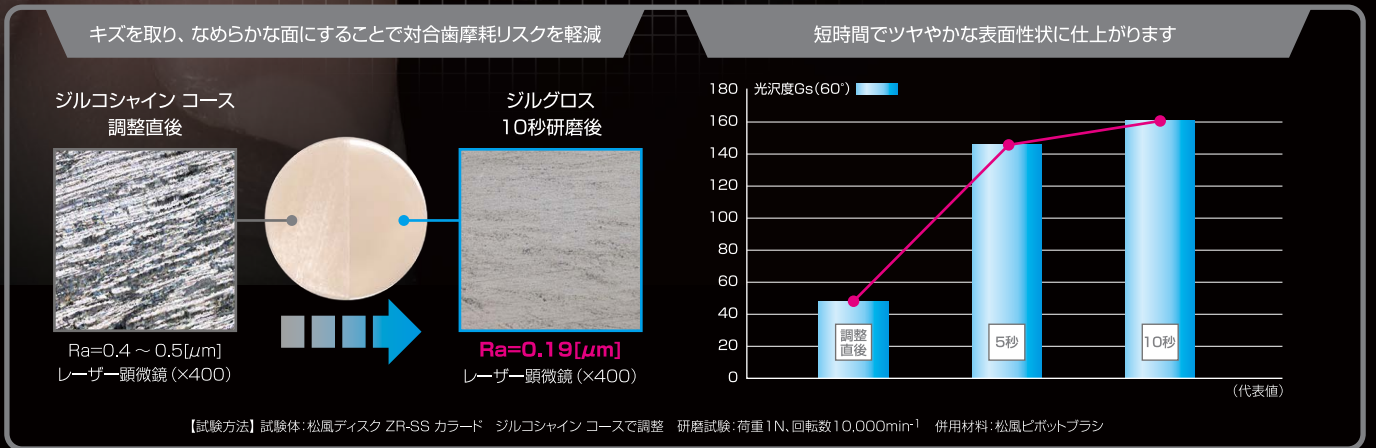 キズを取り、なめらかな面にすることで対合歯摩耗リスクを軽減
ジルコシャイン コース
調整直後
ジルグロス
10秒研磨後
Ra=0.4 ~ 0.5[μm]
レーザー顕微鏡(×400)
Ra=0.19[μm]
レーザー顕微鏡(×400)
短時間でツヤやかな表面性状に仕上がります
光沢度Gs(60°)
180
160
140
120
100
80
60
40
20
0
調整
直後
5秒
10秒
(代表値)
【試験方法】試験体:松風ディスク ZR-SS カラード ジルコシャイン コースで調整 研磨試験:荷重1N、回転数10,000min-1 併用材料:松風ピボットブラシ